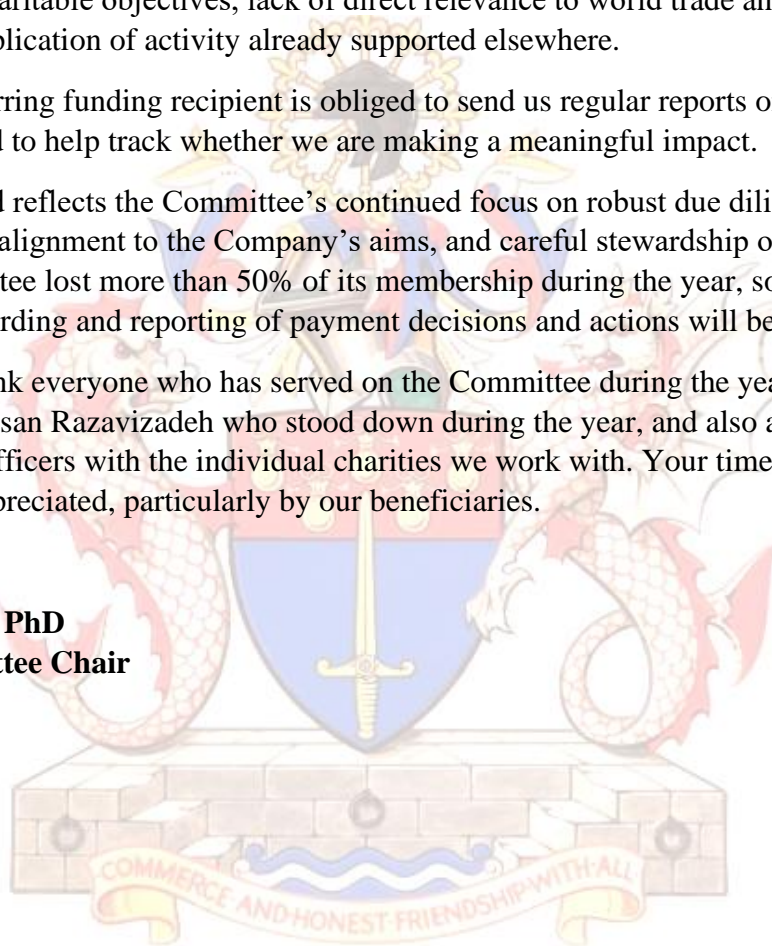 aritable objectives, lack of direct relevance to world trade an
plication of activity already supported elsewhere.
rring funding recipient is obliged to send us regular reports o
d to help track whether we are making a meaningful impact.
d reflects the Committee’s continued focus on robust due dili
alignment to the Company’s aims, and careful stewardship o
tee lost more than 50% of its membership during the year, so
rding and reporting of payment decisions and actions will be
nk everyone who has served on the Committee during the yea
san Razavizadeh who stood down during the year, and also a
fficers with the individual charities we work with. Your time
preciated, particularly by our beneficiaries.
PhD
ttee Chair
COMMERCE AND HONEST FRIENDSHIP WITH ALL